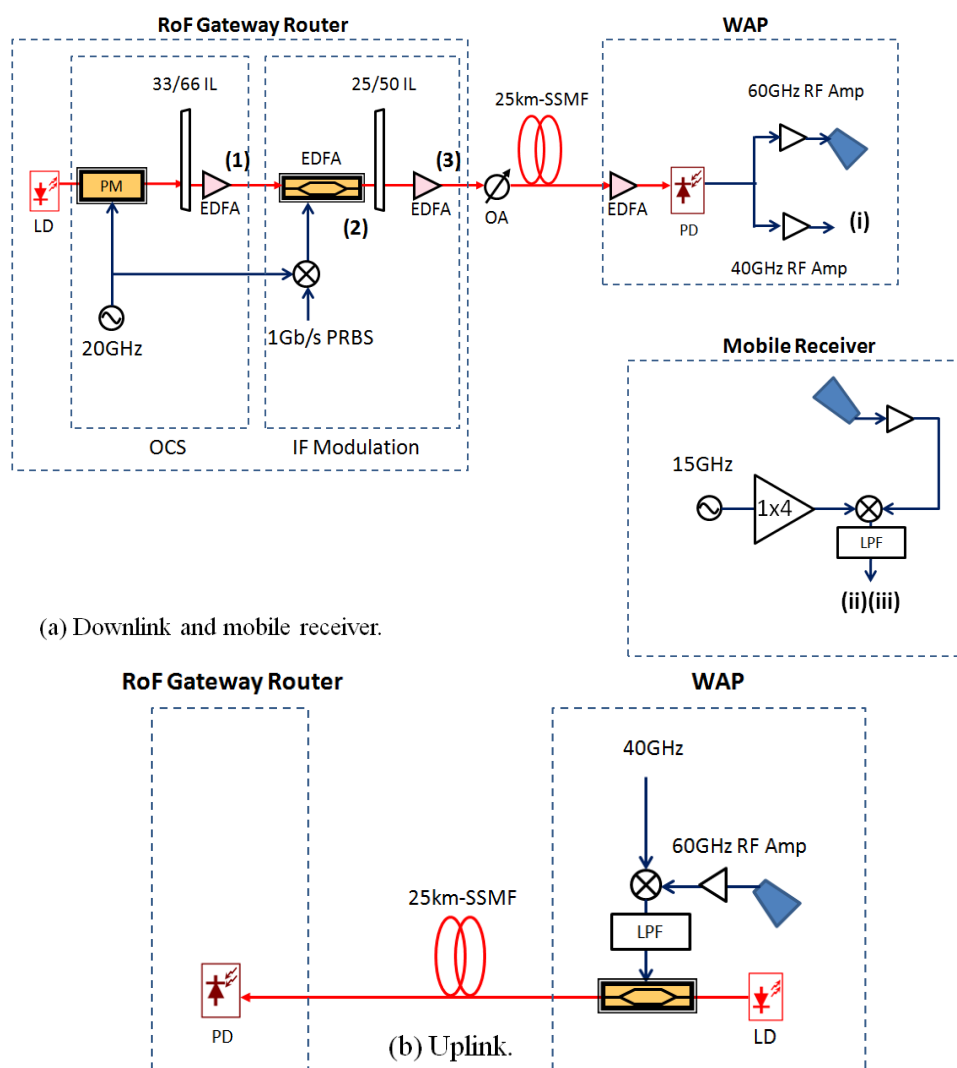 RoF Gateway Router
WAP
33/66 IL
25/50 IL
25km-SSMF
60GHz RF Amp
(1)
EDFA
(3)
PM
LD
EDFA
(2)
EDFA
OA
EDFA
PD
(i)
40GHz RF Amp
20GHz
1Gb/s PRBS
OCS
IF Modulation
Mobile Receiver
15GHz
1x4
LPF
(ii)(iii)
(a) Downlink and mobile receiver.
RoF Gateway Router
WAP
40GHz
60GHz RF Amp
25km-SSMF
LPF
PD
LD
(b) Uplink.